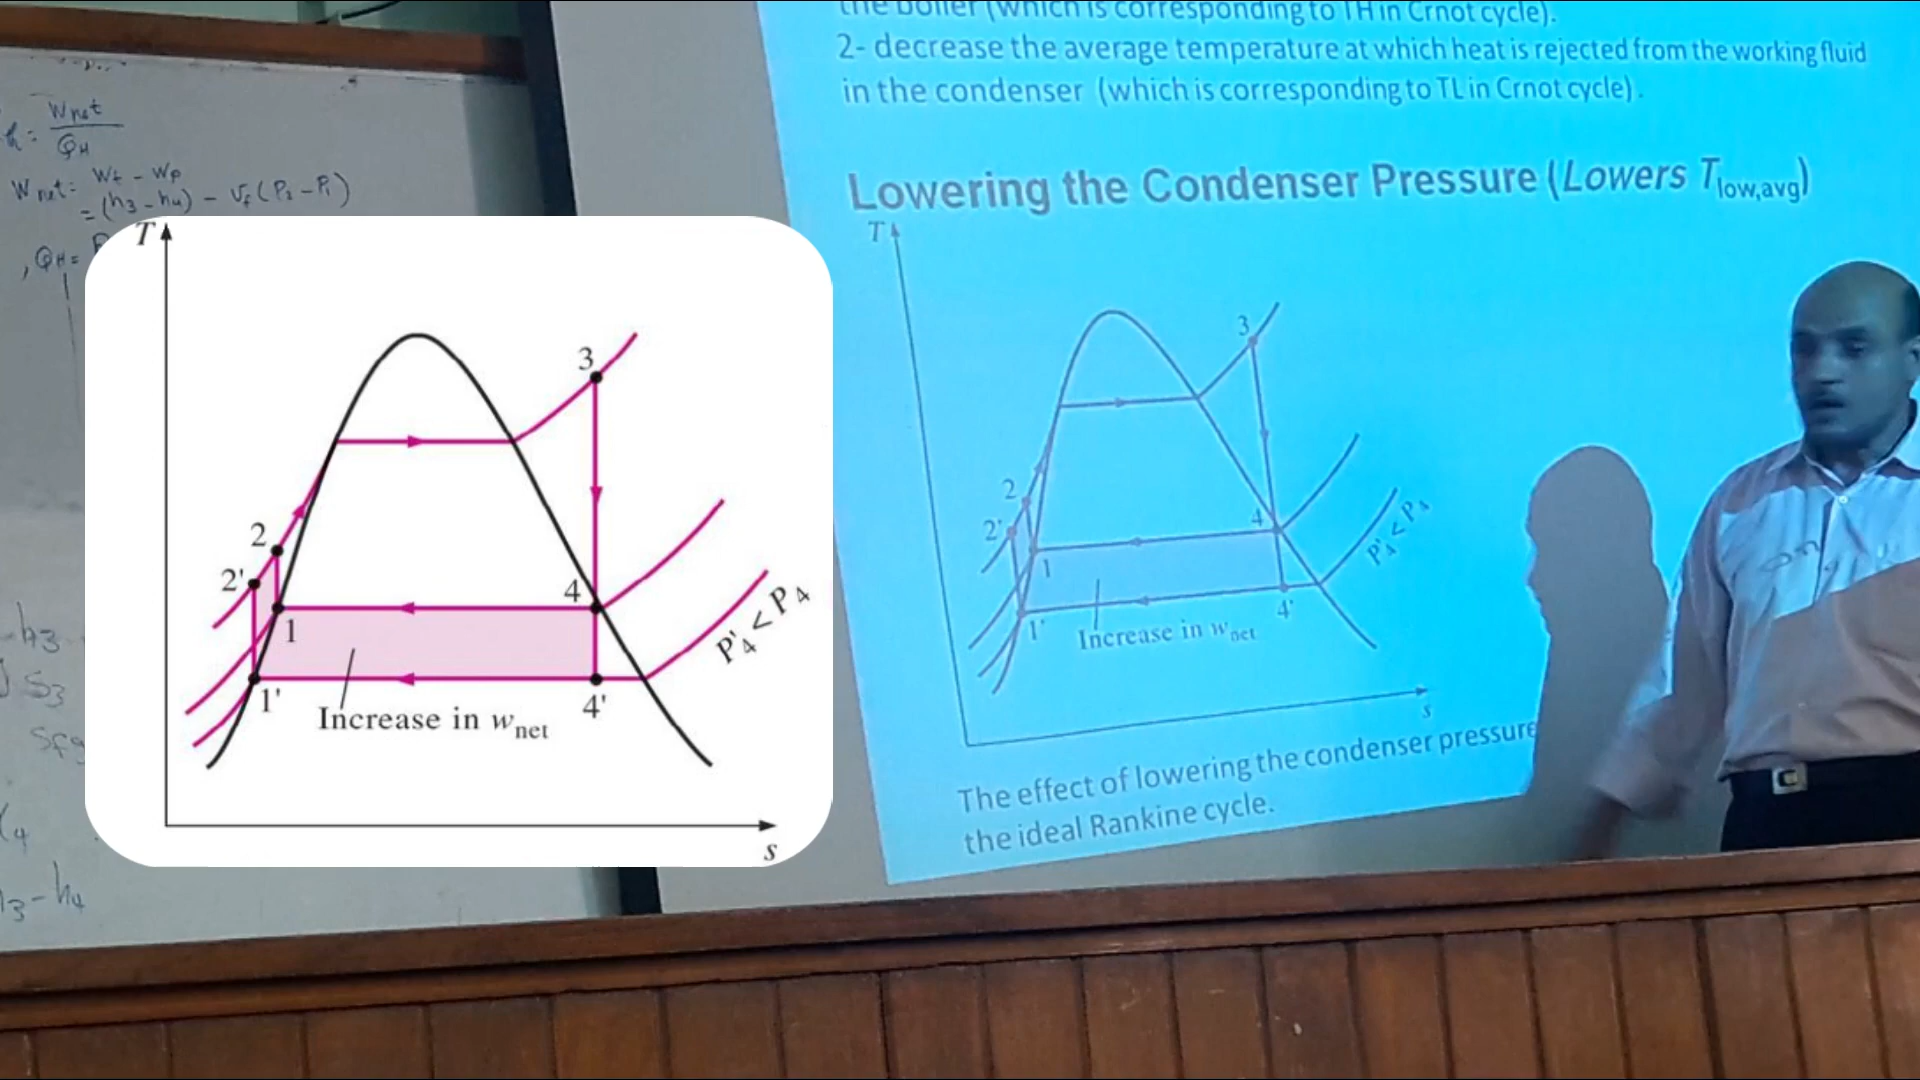 Wnet
QH
Wnet= Wt - Wp
= (h3 - h4) - Vf (P2 - P1)
, QH=
h3
S3
Sfg
h4
T
3
2
2'
4
1
1'
4'
P'4 < P4
Increase in wnet
s
the boiler (which is corresponding to TH in Crnot cycle).
2- decrease the average temperature at which heat is rejected from the working fluid
in the condenser (which is corresponding to TL in Crnot cycle).
Lowering the Condenser Pressure (Lowers Tlow,avg)
T
3
2
2'
4
1
1'
4'
P'4 < P4
Increase in wnet
s
The effect of lowering the condenser pressure
the ideal Rankine cycle.